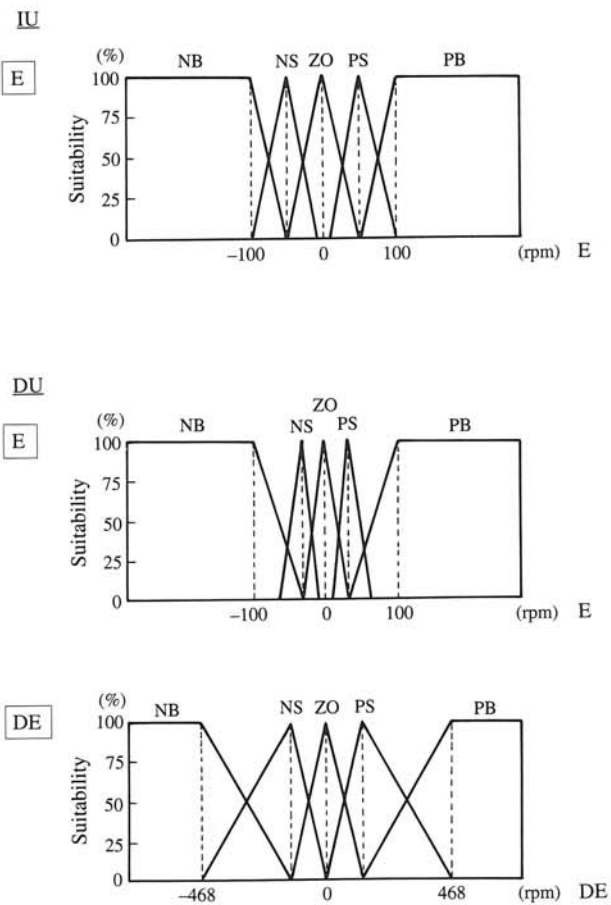 IU
E
(%)
NB NS ZO PS PB
100
75
50
25
0
Suitability
−100 0 100 (rpm) E
DU
E
(%)
NB NS ZO PS PB
100
75
50
25
0
Suitability
−100 0 100 (rpm) E
DE
(%)
NB NS ZO PS PB
100
75
50
25
0
Suitability
−468 0 468 (rpm) DE